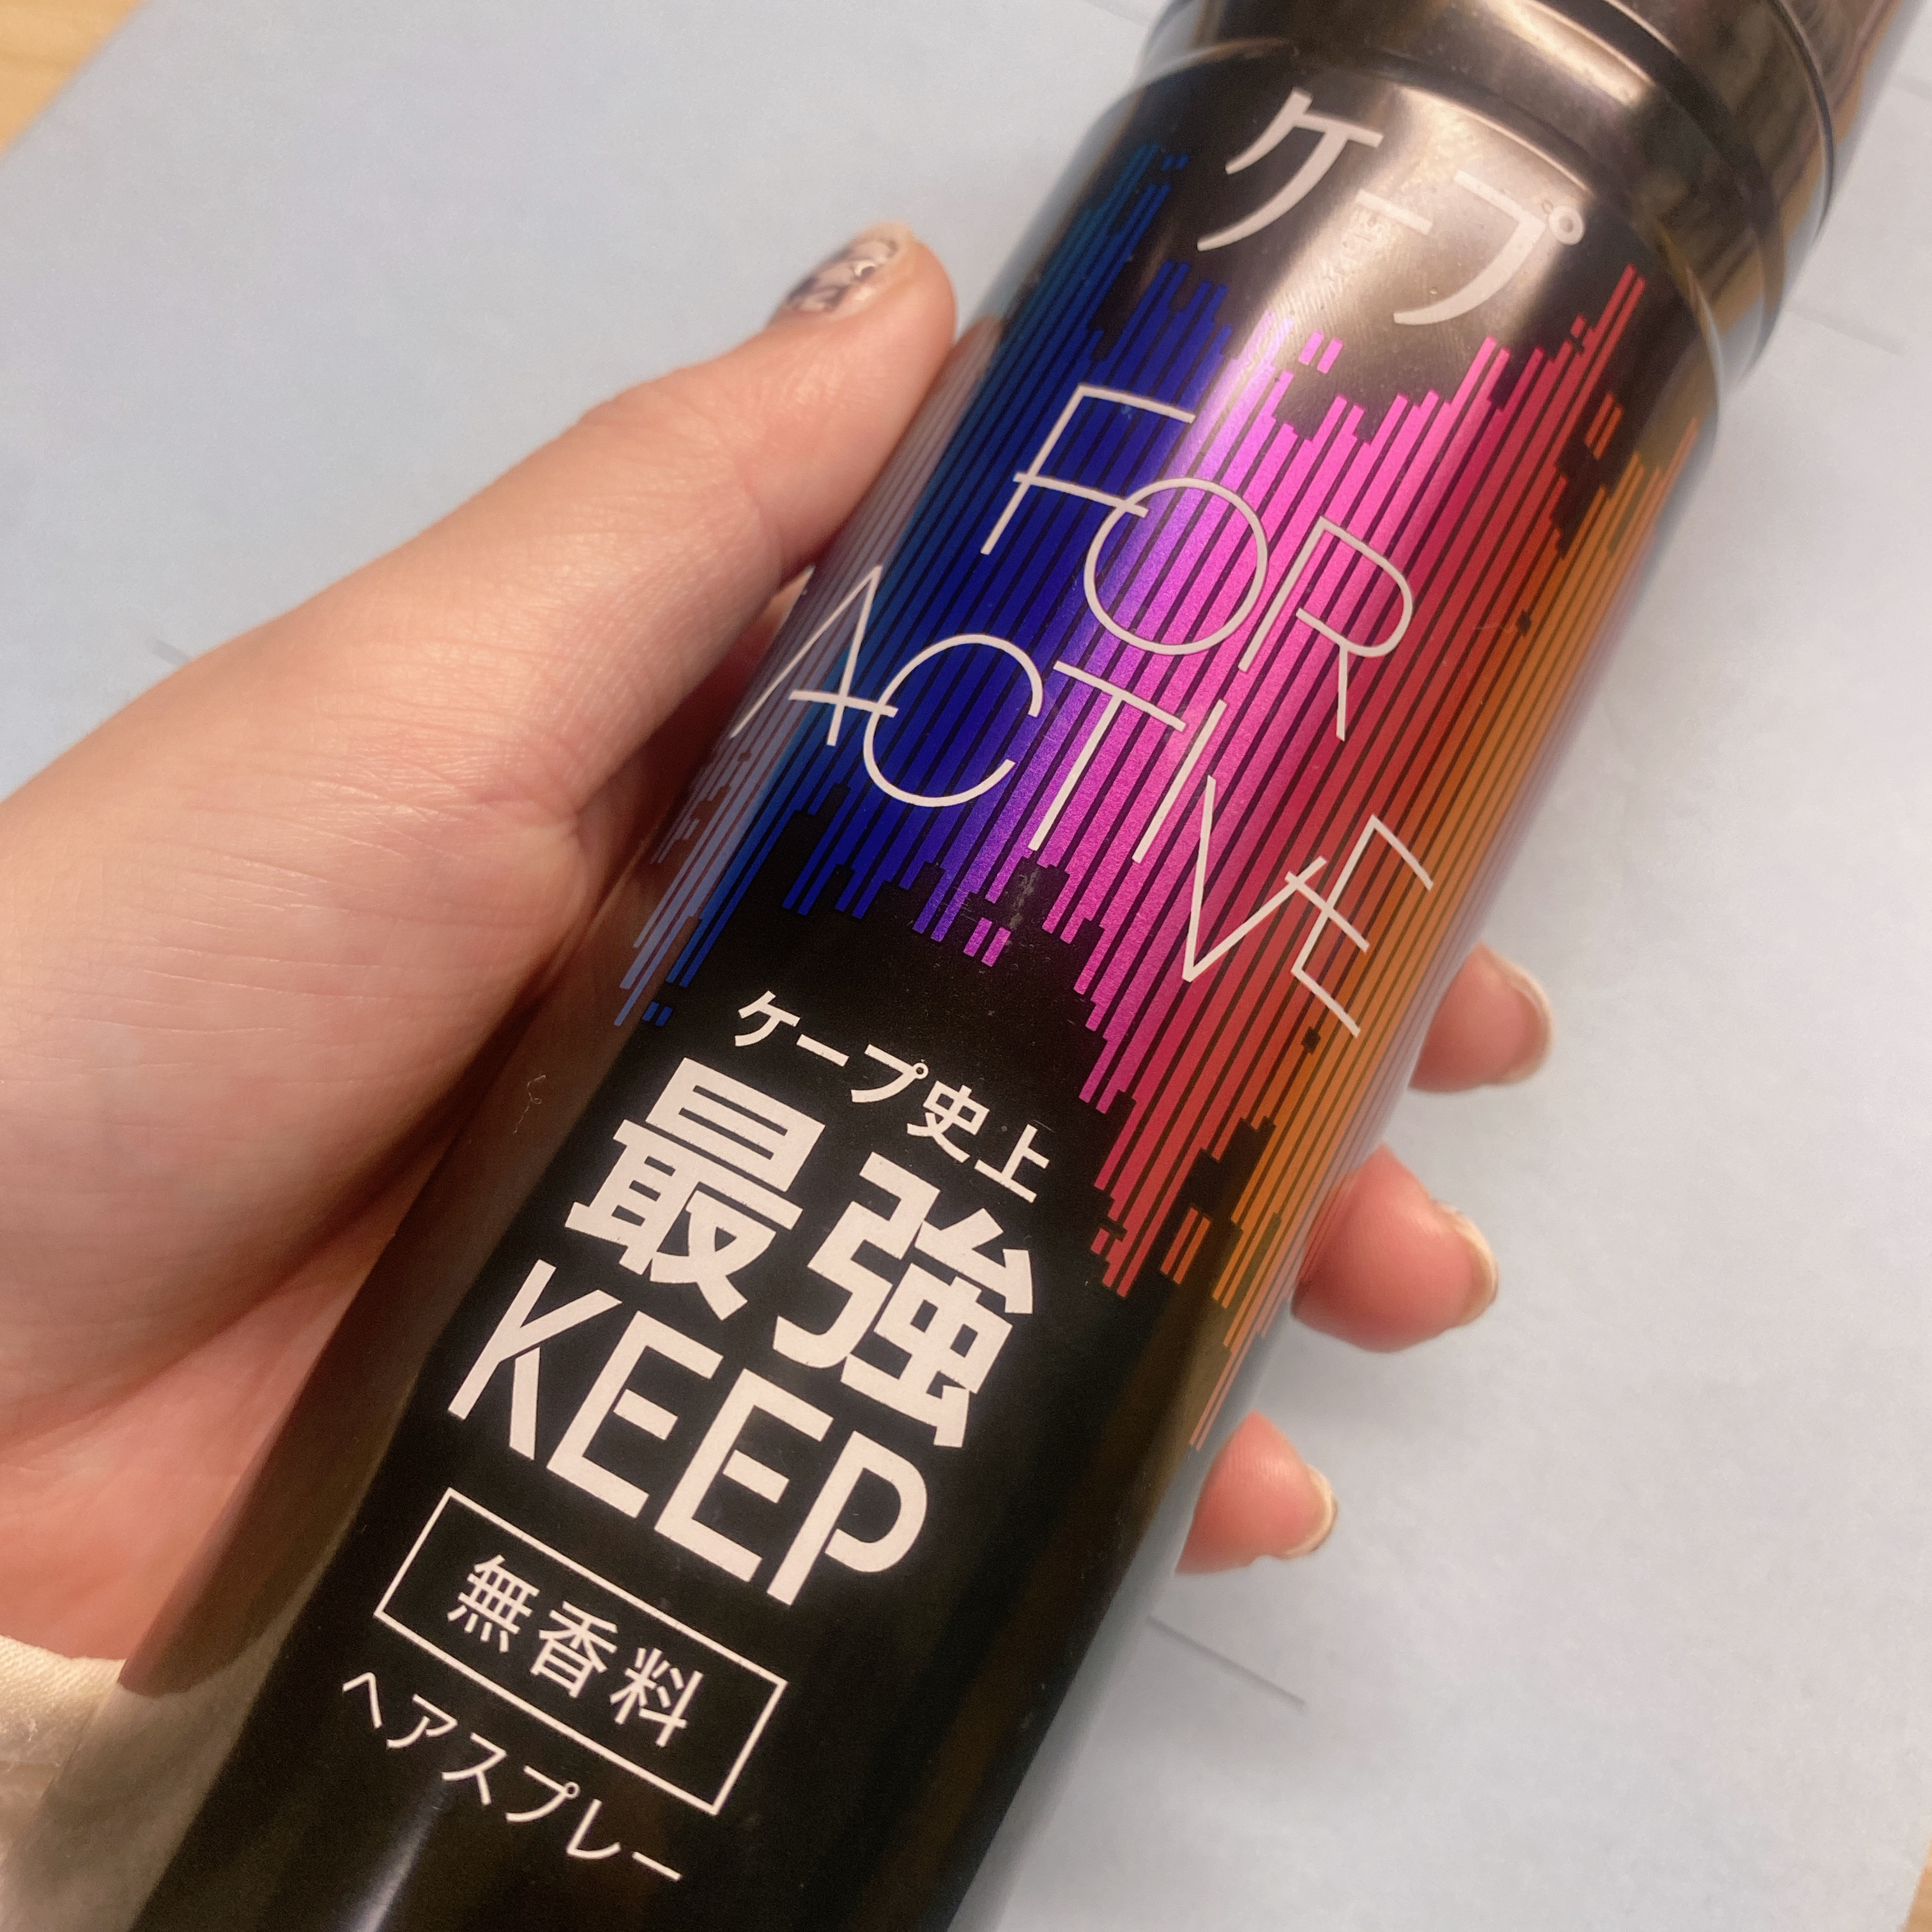 ケープ
FOR
ACTIVE
ケープ史上
最強
KEEP
無香料
ヘアスプレー